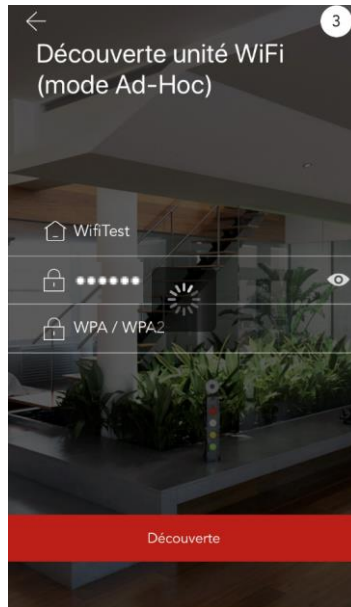 3
Découverte unité WiFi
(mode Ad-Hoc)
WifiTest
WPA / WPA2
Découverte